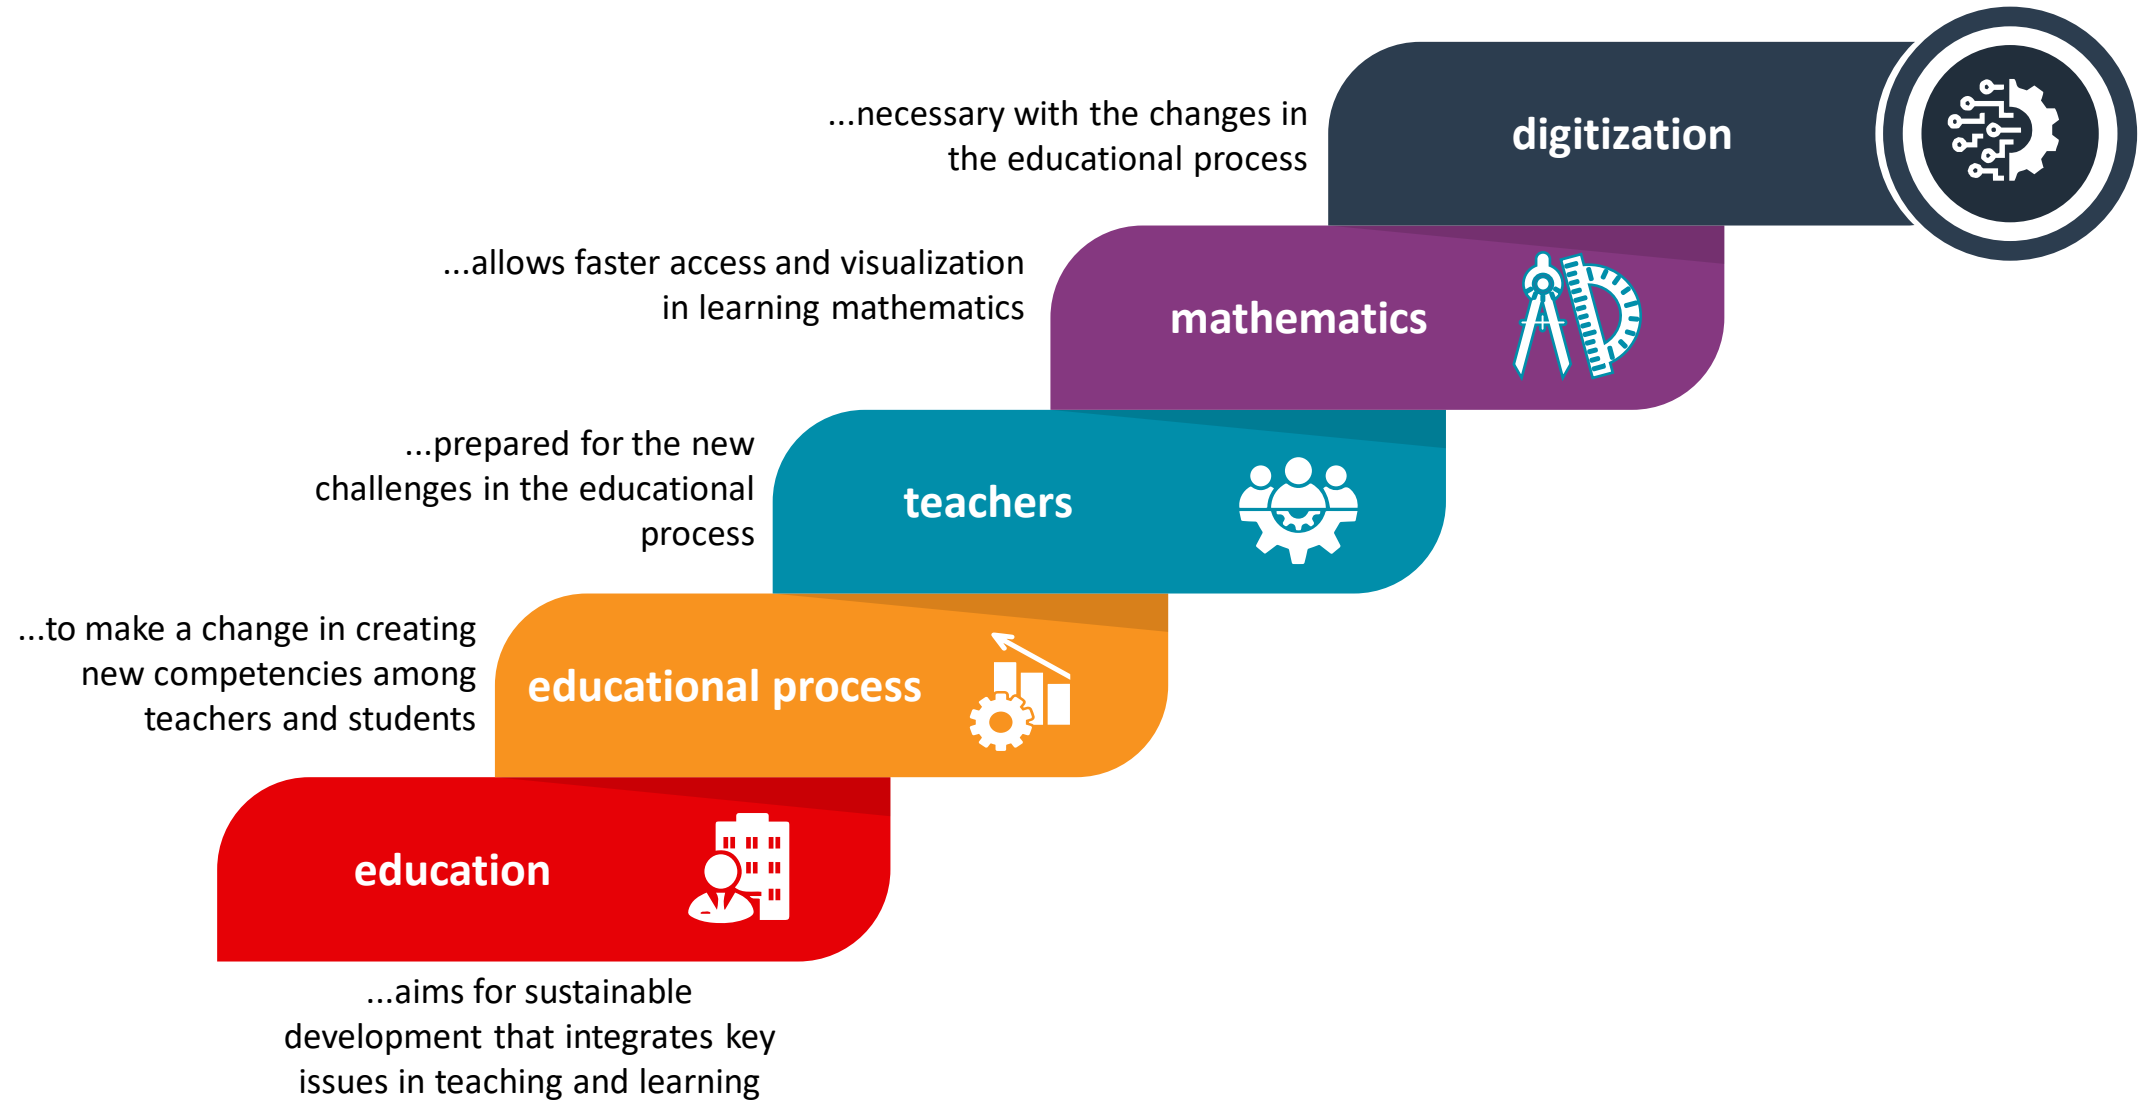 ...necessary with the changes in
the educational process
digitization
...allows faster access and visualization
in learning mathematics
mathematics
...prepared for the new
challenges in the educational
process
teachers
...to make a change in creating
new competencies among
teachers and students
educational process
education
...aims for sustainable
development that integrates key
issues in teaching and learning